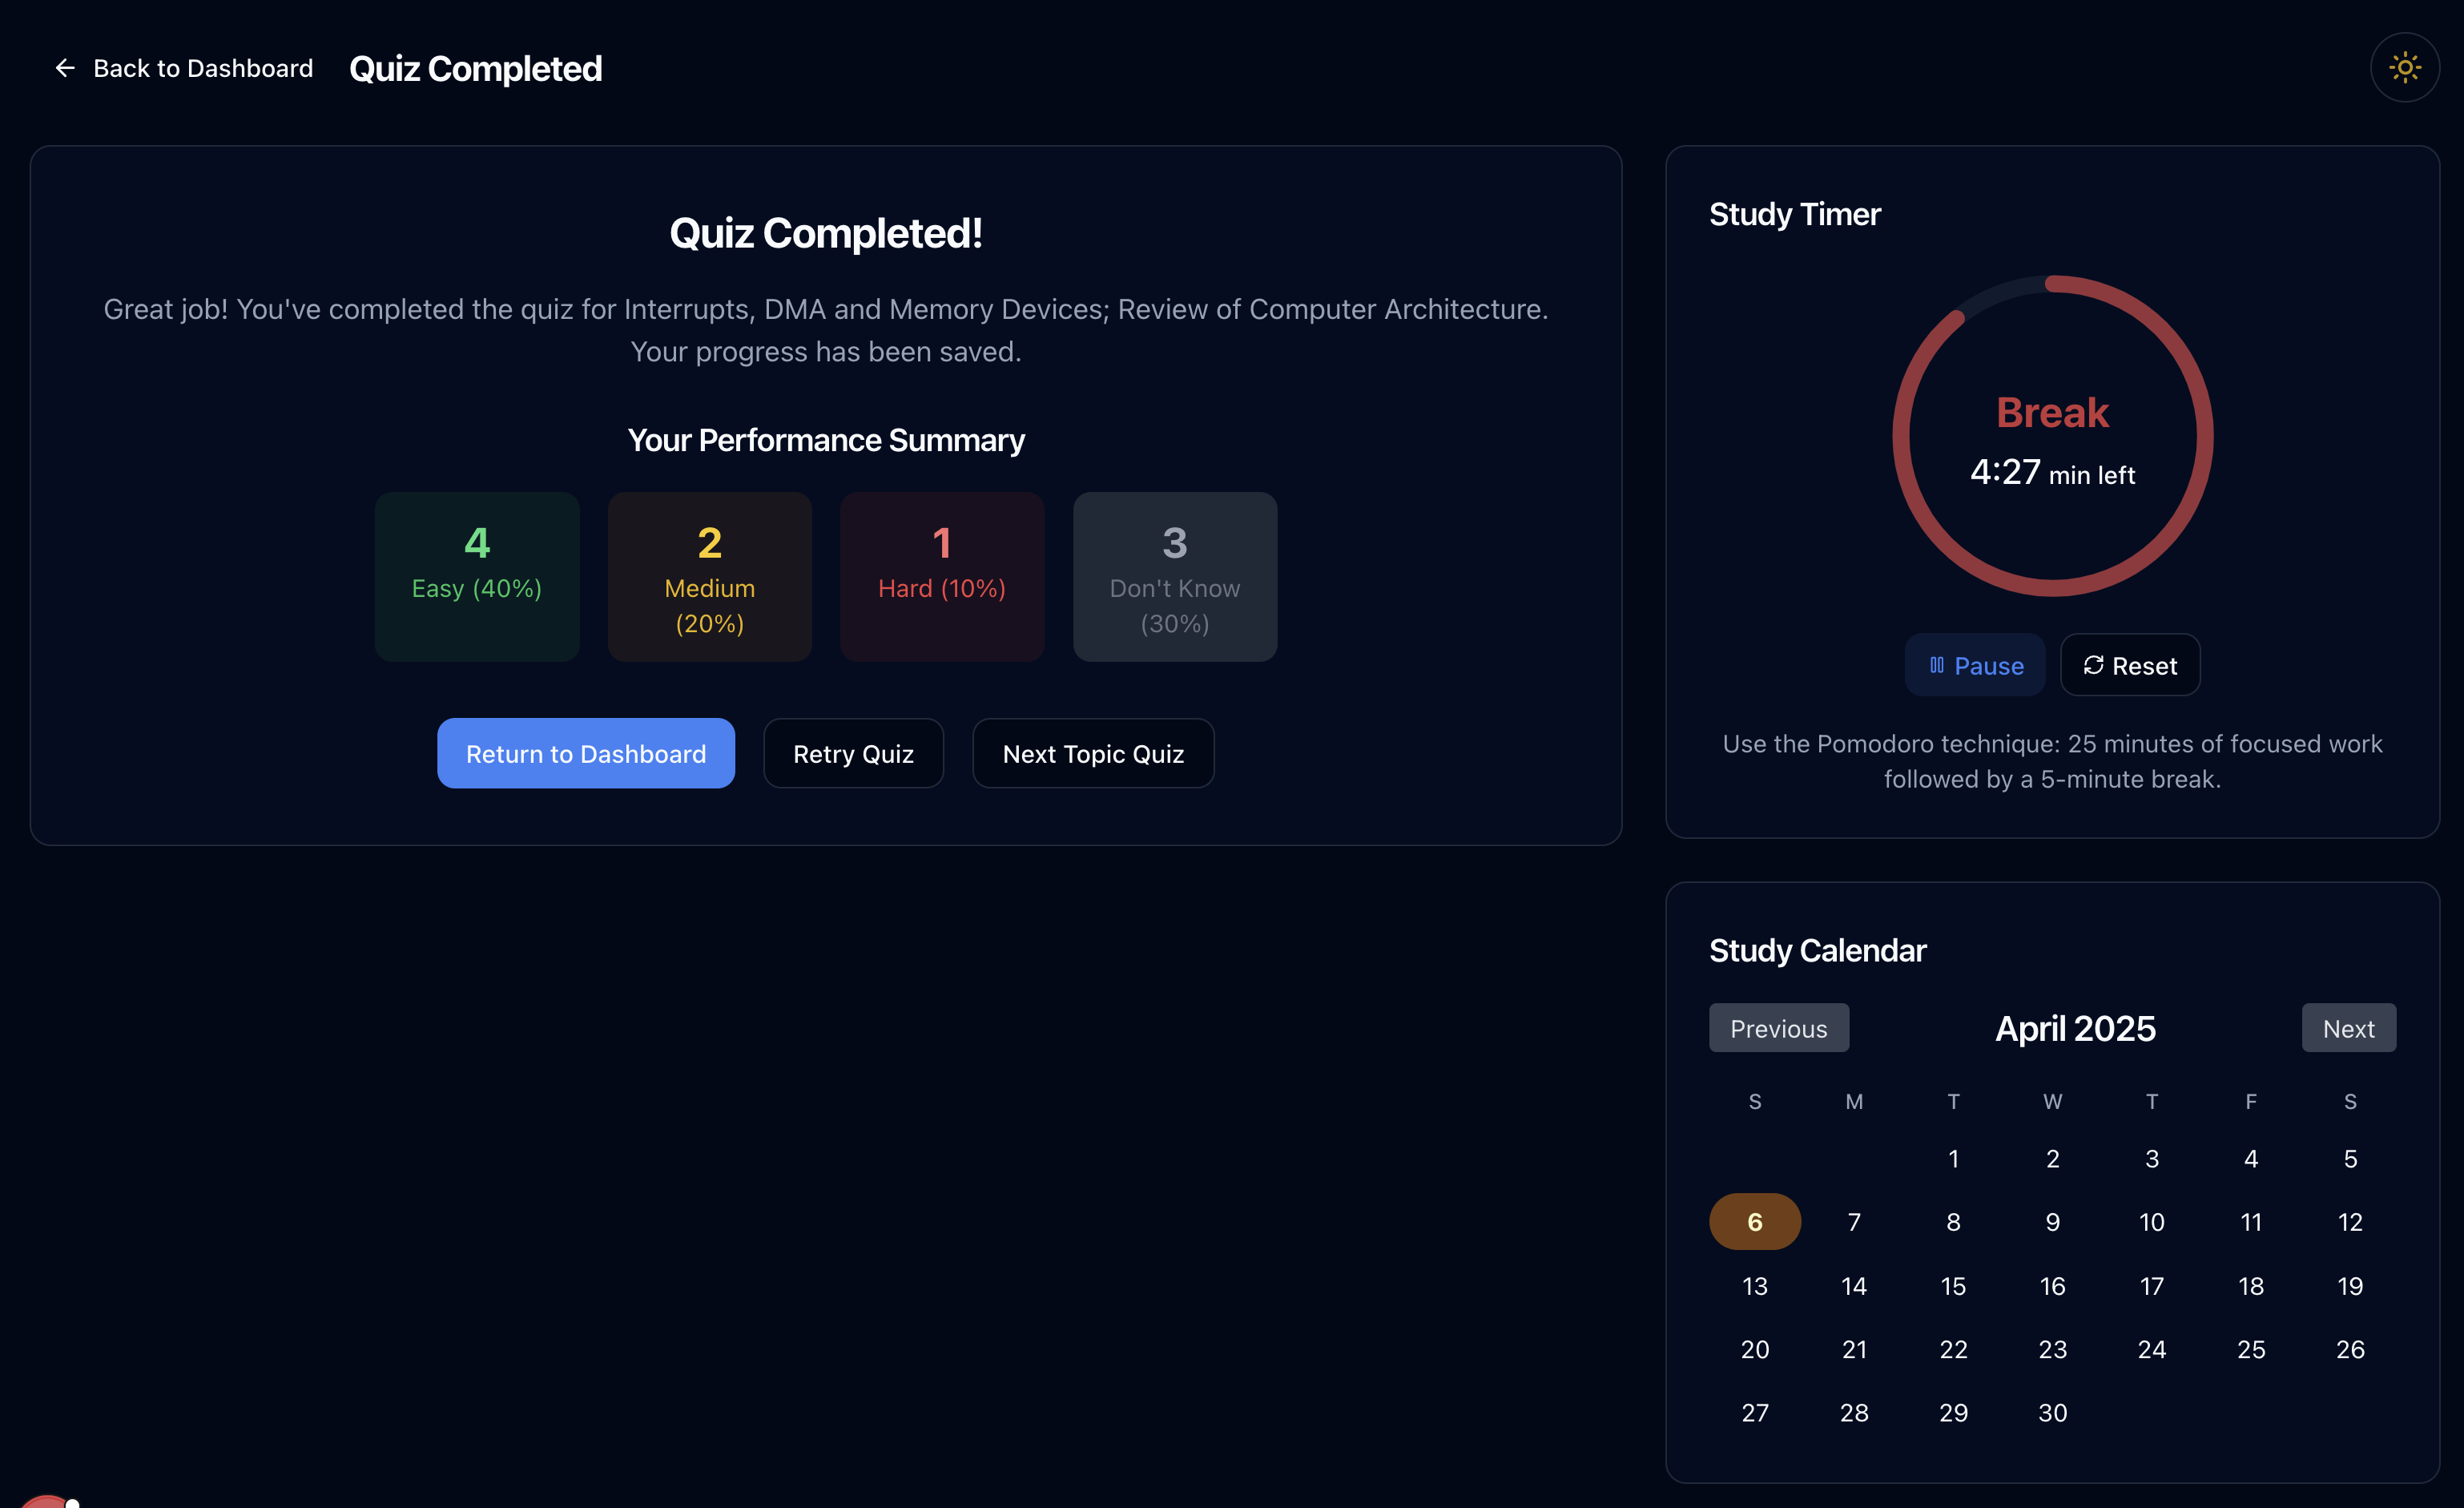 Back to Dashboard
Quiz Completed
Quiz Completed!
Great job! You've completed the quiz for Interrupts, DMA and Memory Devices; Review of Computer Architecture.
Your progress has been saved.
Your Performance Summary
4
Easy (40%)
2
Medium
(20%)
1
Hard (10%)
3
Don't Know
(30%)
Return to Dashboard
Retry Quiz
Next Topic Quiz
Study Timer
Break
4:27 min left
Pause
Reset
Use the Pomodoro technique: 25 minutes of focused work
followed by a 5-minute break.
Study Calendar
Previous
April 2025
Next
S M T W T F S
1 2 3 4 5
6 7 8 9 10 11 12
13 14 15 16 17 18 19
20 21 22 23 24 25 26
27 28 29 30